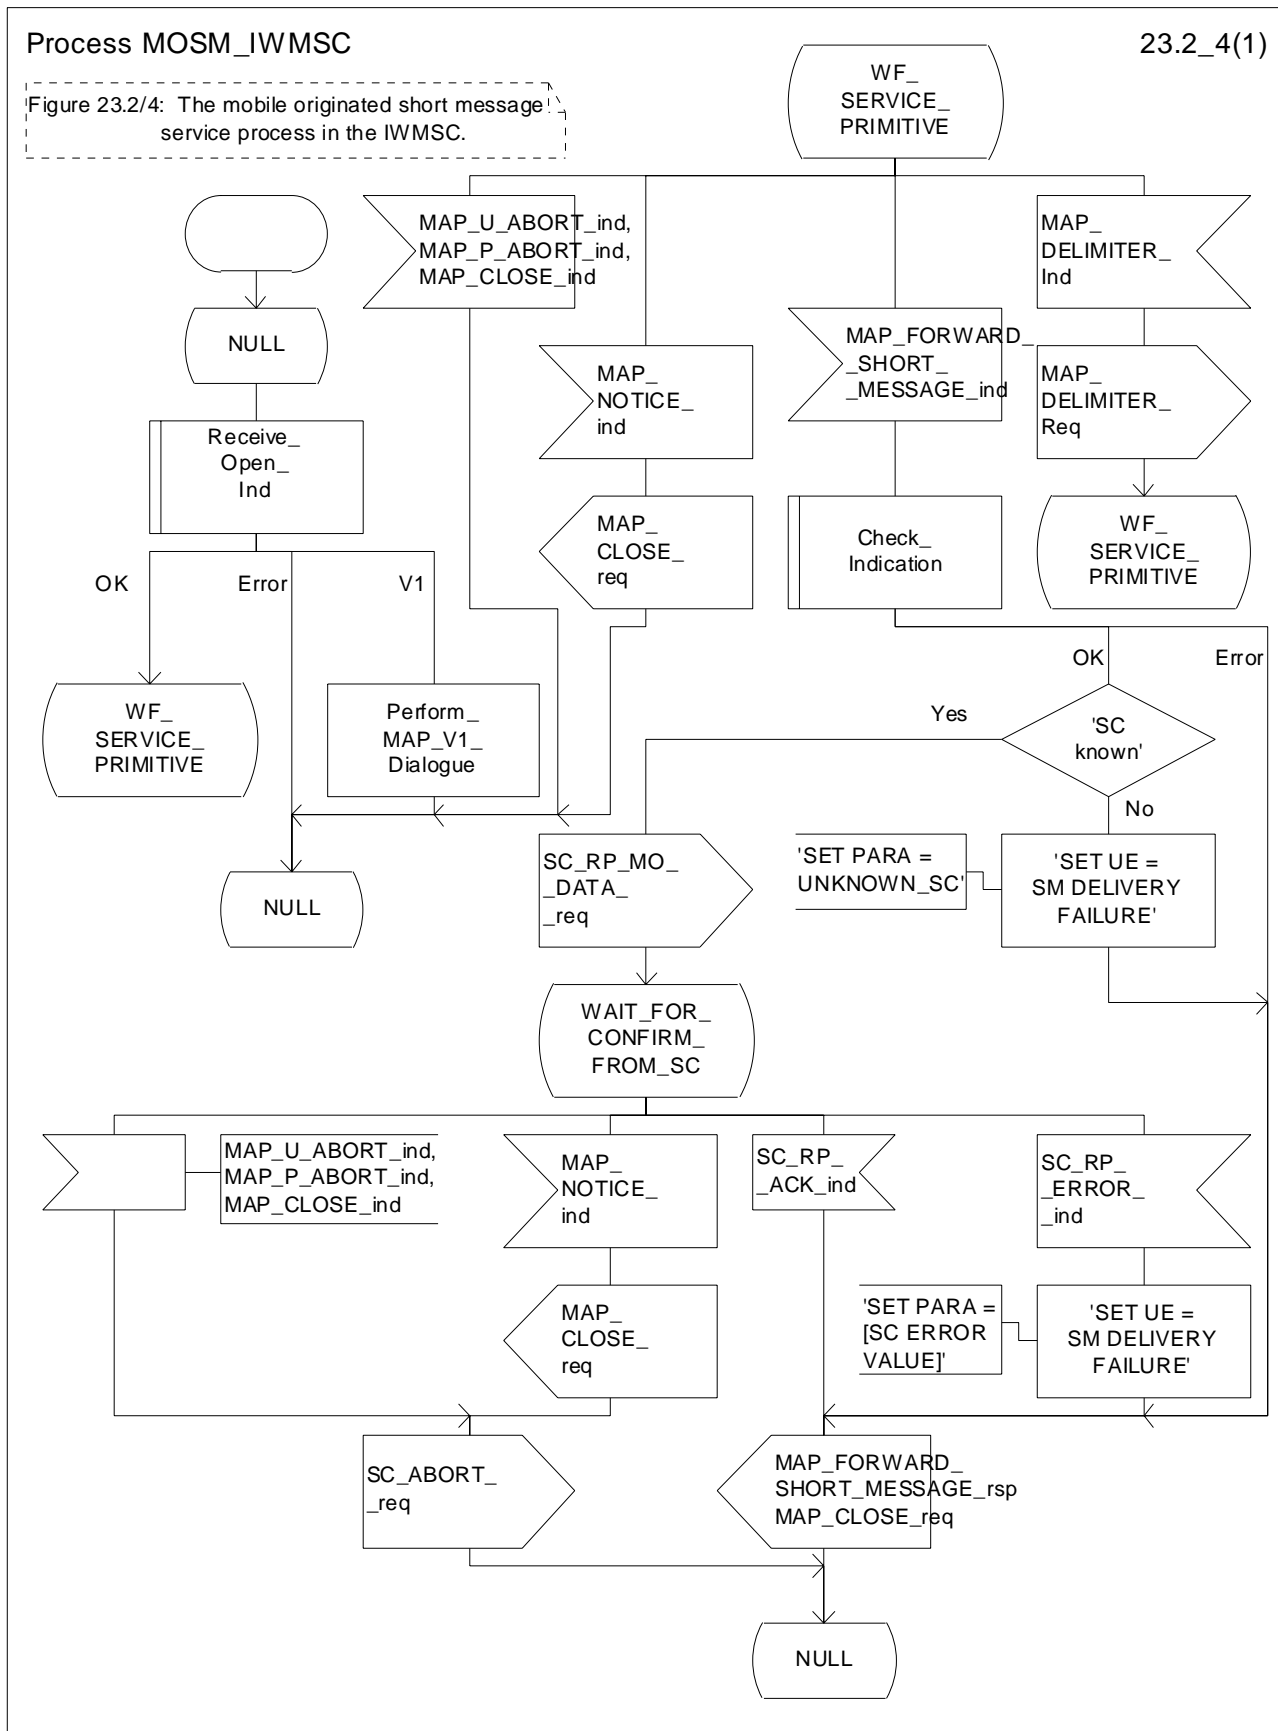 Process MOSM_IWMSC
23.2_4(1)
Figure 23.2/4:  The mobile originated short message
service process in the IWMSC.
WF_
SERVICE_
PRIMITIVE
MAP_U_ABORT_ind,
MAP_P_ABORT_ind,
MAP_CLOSE_ind
MAP_
DELIMITER_
Ind
NULL
MAP_
NOTICE_
ind
MAP_FORWARD_
_SHORT_
_MESSAGE_ind
MAP_
DELIMITER_
Req
Receive_
Open_
Ind
MAP_
CLOSE_
req
Check_
Indication
WF_
SERVICE_
PRIMITIVE
OK
Error
V1
OK
Error
WF_
SERVICE_
PRIMITIVE
Perform_
MAP_V1_
Dialogue
Yes
'SC
known'
No
NULL
SC_RP_MO_
_DATA_
_req
'SET PARA =
UNKNOWN_SC'
'SET UE =
SM DELIVERY
FAILURE'
WAIT_FOR_
CONFIRM_
FROM_SC
MAP_U_ABORT_ind,
MAP_P_ABORT_ind,
MAP_CLOSE_ind
MAP_
NOTICE_
ind
SC_RP_
_ACK_ind
SC_RP_
_ERROR_
_ind
MAP_
CLOSE_
req
'SET PARA =
[SC ERROR
VALUE]'
'SET UE =
SM DELIVERY
FAILURE'
SC_ABORT_
_req
MAP_FORWARD_
SHORT_MESSAGE_rsp
MAP_CLOSE_req
NULL